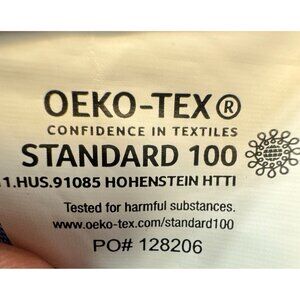 OEKO-TEX®
CONFIDENCE IN TEXTILES
STANDARD 100
1.HUS.91085 HOHENSTEIN HTTI
Tested for harmful substances.
www.oeko-tex.com/standard100
PO# 128206